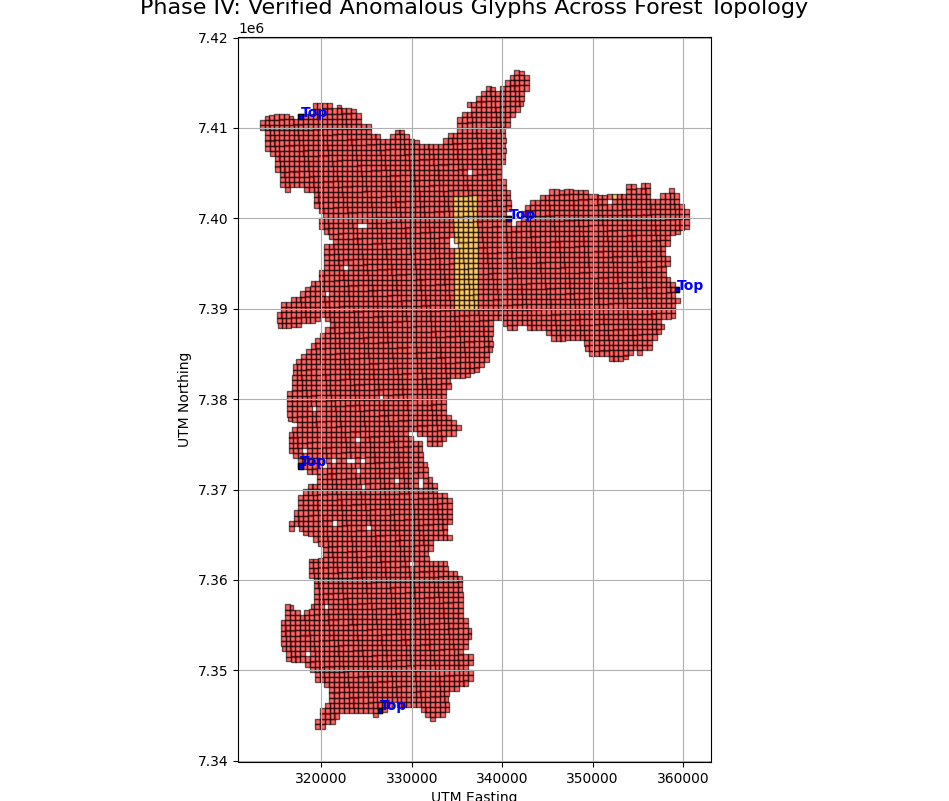 Phase IV: Verified Anomalous Glyphs Across Forest Topology
1e6
7.42
7.41
7.40
7.39
7.38
7.37
7.36
7.35
7.34
UTM Northing
Top
Top
Top
Top
Top
320000
330000
340000
350000
360000
UTM Easting